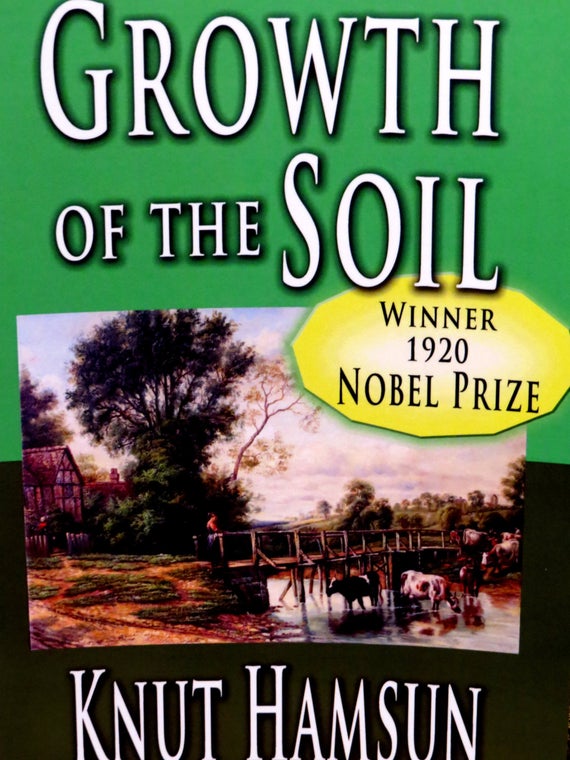 GROWTH
OF THE SOIL
WINNER
1920
NOBEL PRIZE
KNUT HAMSUN